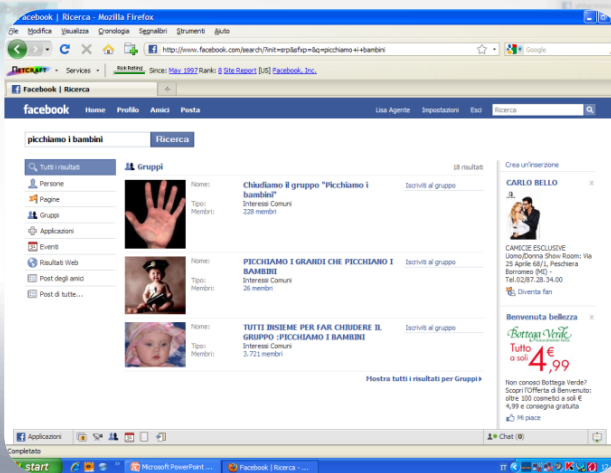 Facebook | Ricerca - Mozilla Firefox
File Modifica Visualizza Cronologia Segnalibri Strumenti Aiuto
http://www.facebook.com/search/?init=srp&sfxp=&q=picchiamo+i+bambini
Google
NETCRAFT Services Risk Rating Since: May 1997 Rank: 8 Site Report [US] Facebook, Inc.
Facebook | Ricerca
facebook Home Profilo Amici Posta Lisa Agente Impostazioni Esci Ricerca
picchiamo i bambini Ricerca
Tutti i risultati
Persone
Pagine
Gruppi
Applicazioni
Eventi
Risultati Web
Post degli amici
Post di tutte...
Gruppi 18 risultati
Nome: Chiudiamo il gruppo "Picchiamo i bambini" Iscriviti al gruppo
Tipo: Interessi Comuni
Membri: 228 membri
Nome: PICCHIAMO I GRANDI CHE PICCHIANO I BAMBINI Iscriviti al gruppo
Tipo: Interessi Comuni
Membri: 26 membri
Nome: TUTTI INSIEME PER FAR CHIUDERE IL GRUPPO :PICCHIAMO I BAMBINI Iscriviti al gruppo
Tipo: Interessi Comuni
Membri: 3.721 membri
Mostra tutti i risultati per Gruppi
Crea un'inserzione
CARLO BELLO
CAMICIE ESCLUSIVE
Uomo/Donna Show Room: Via
25 Aprile 68/1, Peschiera
Borromeo (MI) -
Tel.02/87.28.34.00
Diventa fan
Benvenuta bellezza
Bottega Verde
Tutto
a soli 4,99 €
Non conosci Bottega Verde?
Scopri l'Offerta di Benvenuto:
oltre 100 cosmetici a soli €
4,99 e consegna gratuita
Mi piace
Applicazioni
Chat (0)
Completato
start
Microsoft PowerPoint ...
Facebook | Ricerca - ...
IT